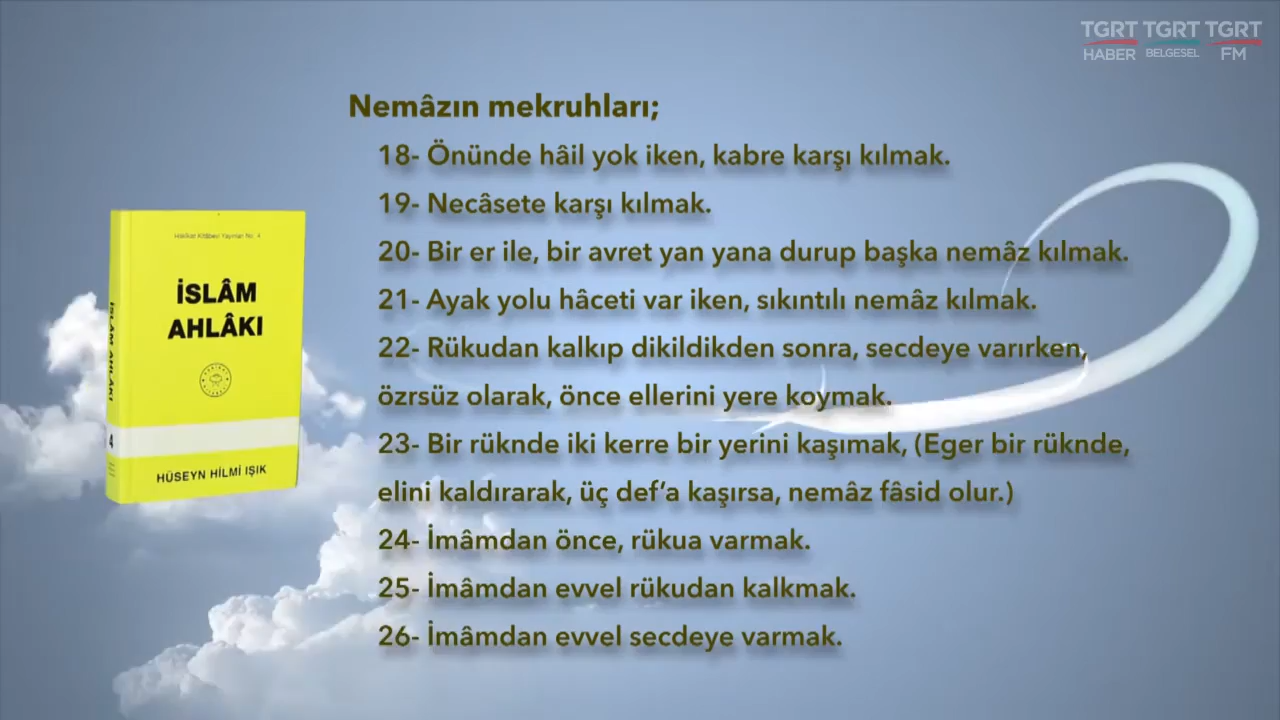 TGRT TGRT TGRT
HABER BELGESEL FM
Nemâzın mekruhları;
18- Önünde hâil yok iken, kabre karşı kılmak.
19- Necâsete karşı kılmak.
20- Bir er ile, bir avret yan yana durup başka nemâz kılmak.
21- Ayak yolu hâceti var iken, sıkıntılı nemâz kılmak.
22- Rükudan kalkıp dikildikden sonra, secdeye varırken,
özrsüz olarak, önce ellerini yere koymak.
23- Bir rüknde iki kerre bir yerini kaşımak, (Eger bir rüknde,
elini kaldırarak, üç def’a kaşırsa, nemâz fâsid olur.)
24- İmâmdan önce, rükua varmak.
25- İmâmdan evvel rükudan kalkmak.
26- İmâmdan evvel secdeye varmak.
Hakîkat Kitâbevi Yayınları No. 4
İSLÂM
AHLÂKI
HÜSEYN HİLMİ IŞIK
İSLÂM AHLÂKI
4